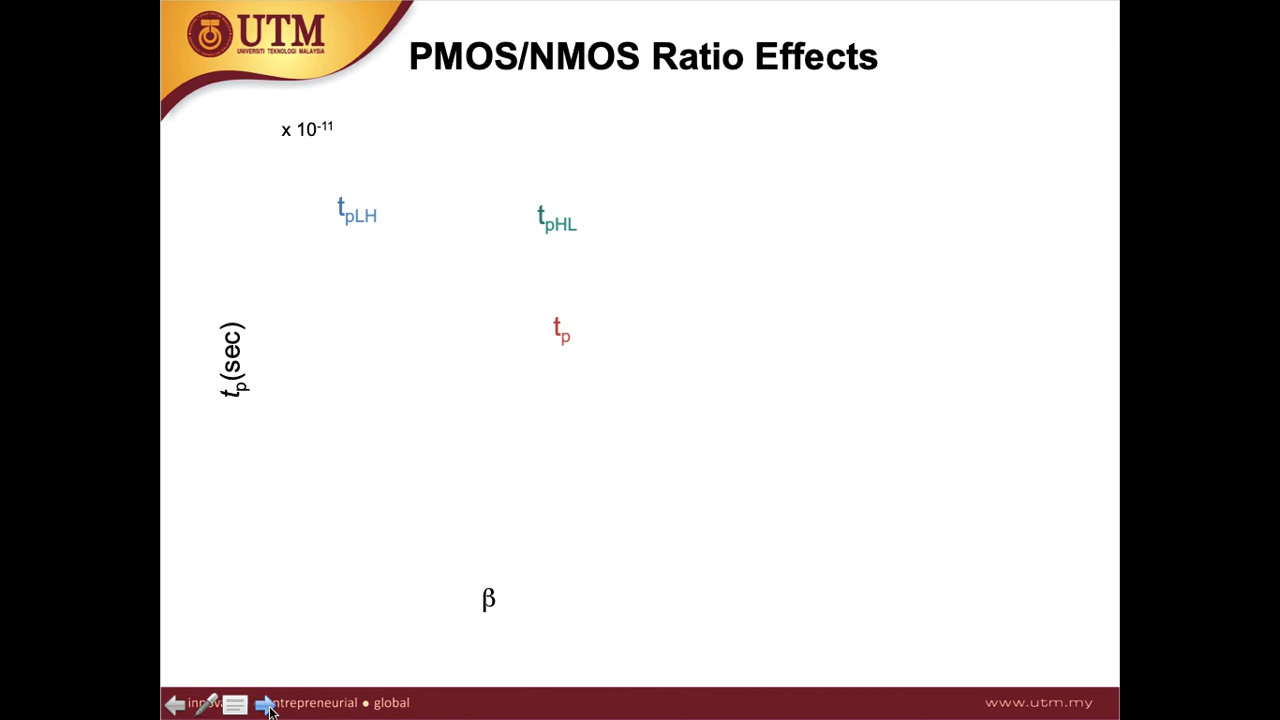 UTM
UNIVERSITI TEKNOLOGI MALAYSIA
PMOS/NMOS Ratio Effects
x 10-11
tpLH
tpHL
tp
tp(sec)
β
ntrepreneurial ● global
www.utm.my